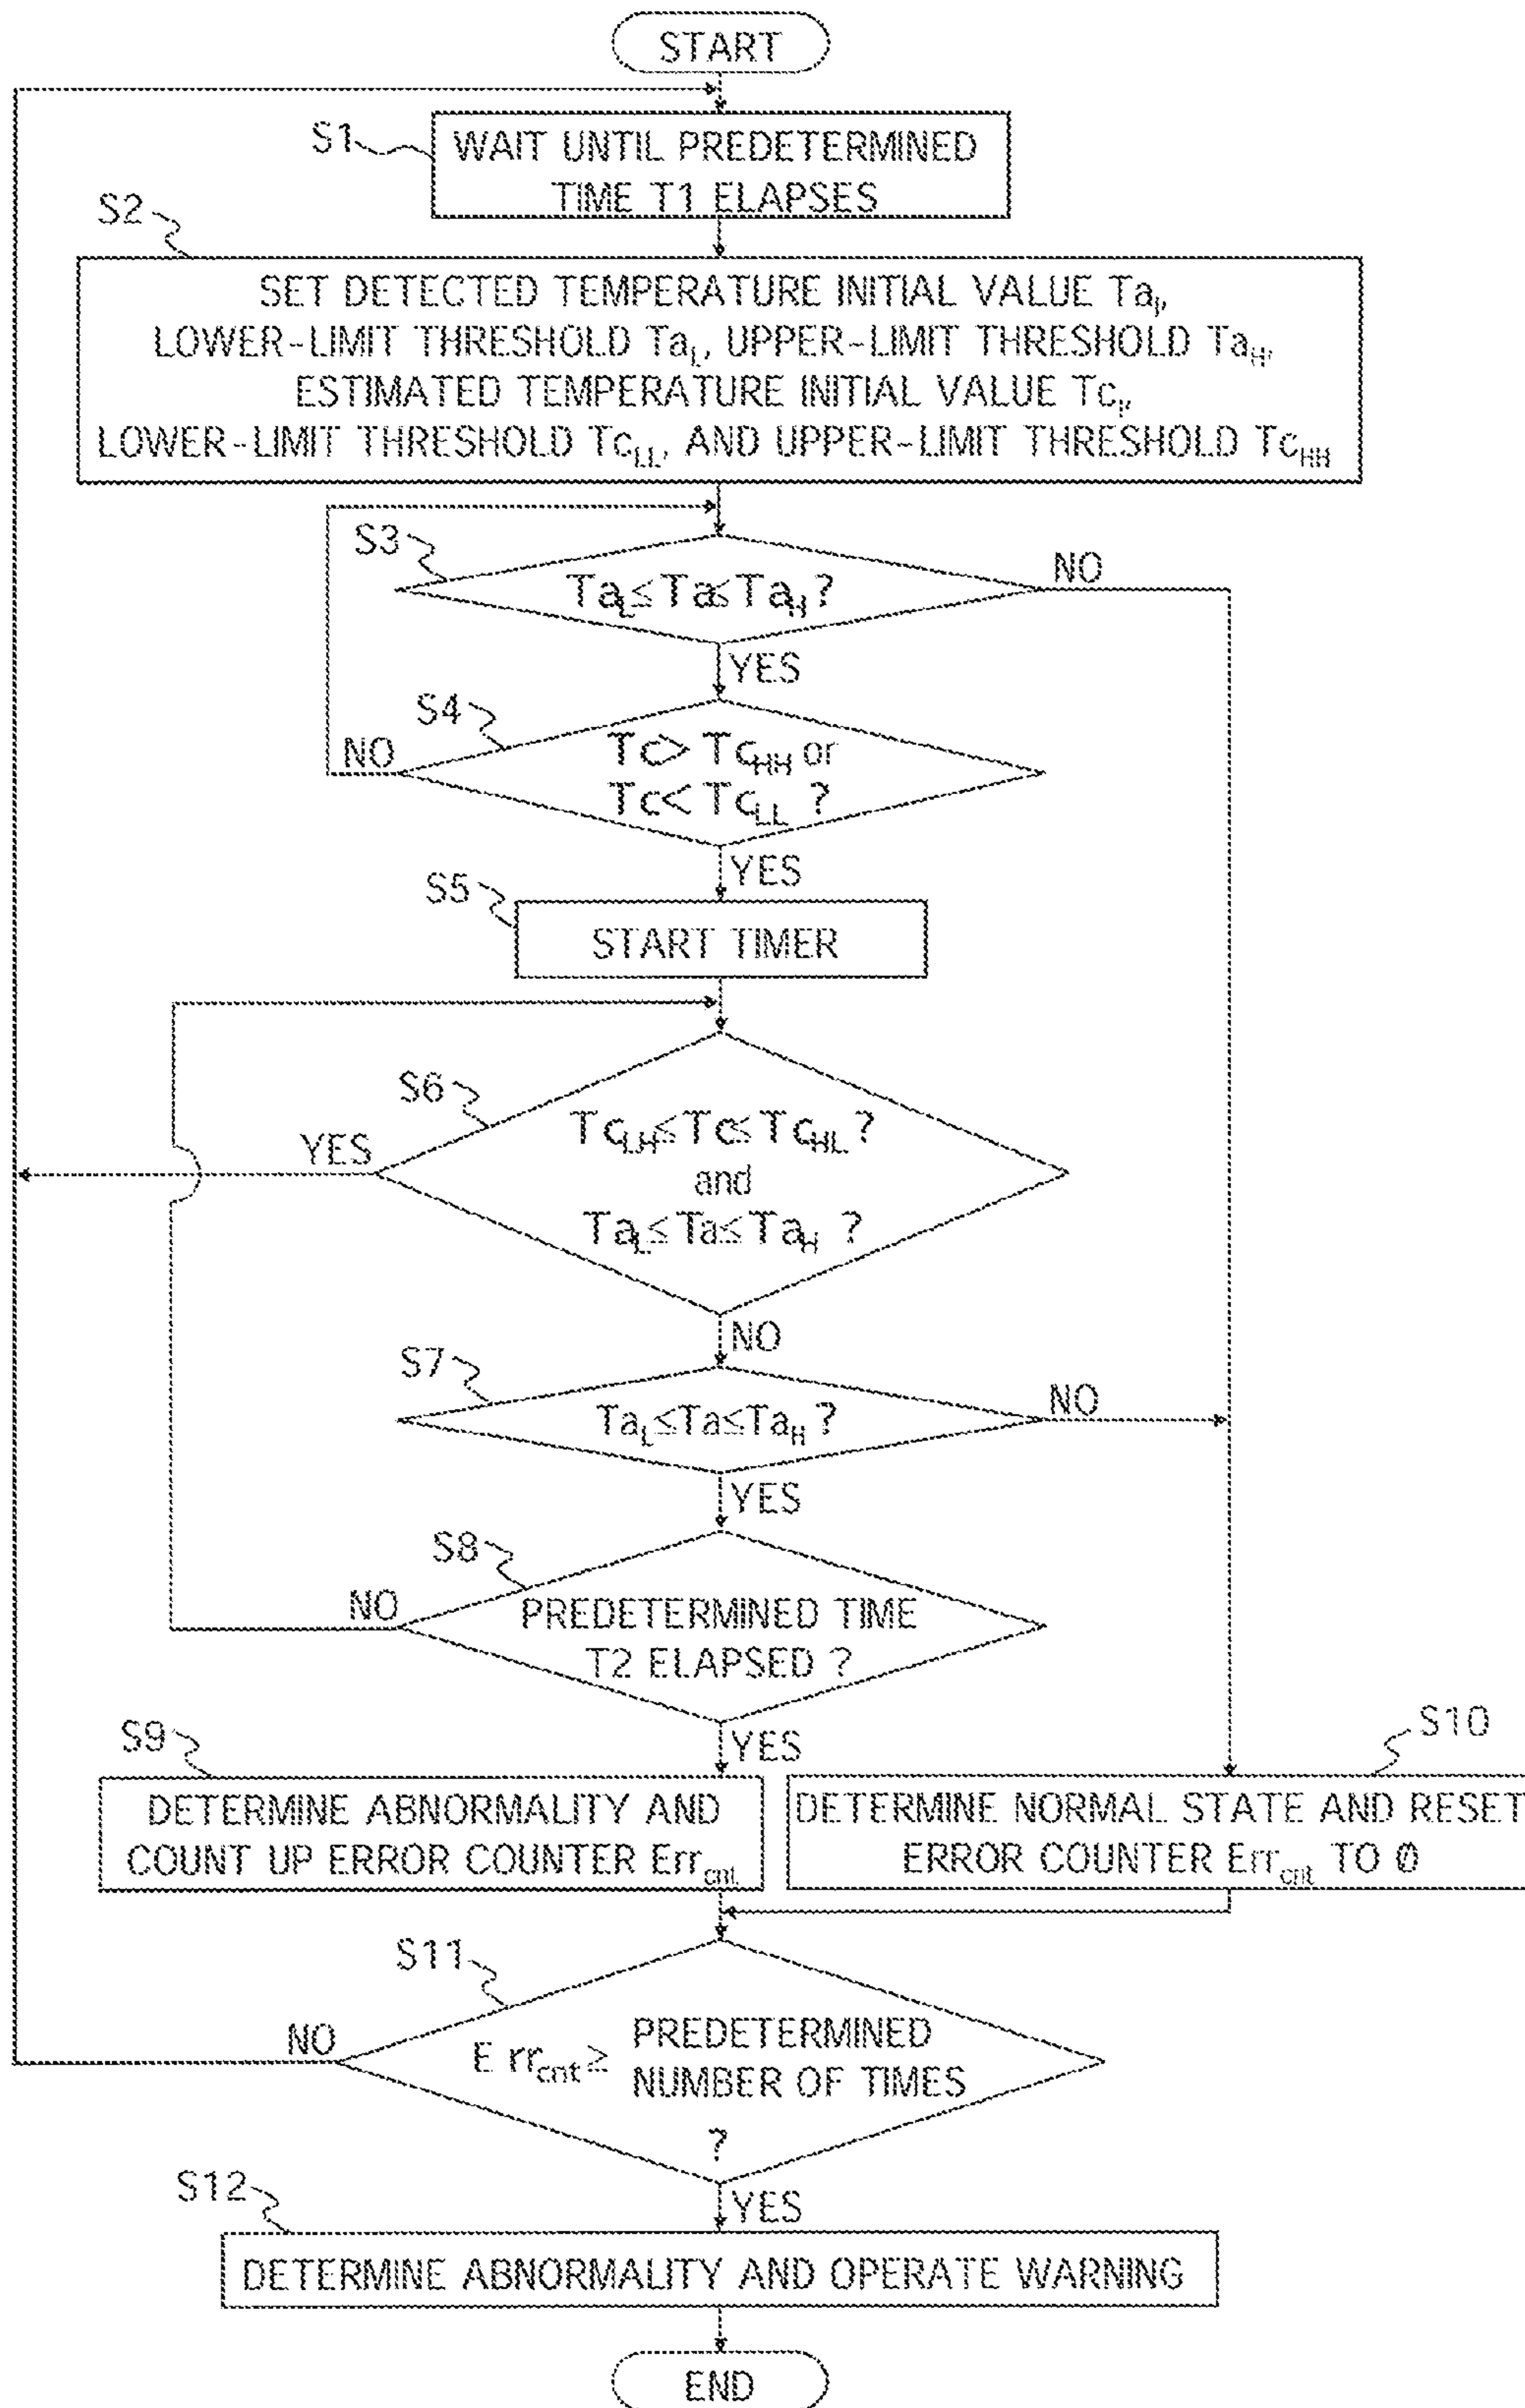 START
S1
WAIT UNTIL PREDETERMINED
TIME T1 ELAPSES
S2
SET DETECTED TEMPERATURE INITIAL VALUE Ta_I,
LOWER-LIMIT THRESHOLD Ta_L, UPPER-LIMIT THRESHOLD Ta_H,
ESTIMATED TEMPERATURE INITIAL VALUE Tc_I,
LOWER-LIMIT THRESHOLD Tc_LL, AND UPPER-LIMIT THRESHOLD Tc_HH
S3
Ta_L≤Ta≤Ta_H ?
NO
YES
S4
Tc> Tc_HH or
Tc< Tc_LL ?
NO
YES
S5
START TIMER
S6
Tc_LH≤Tc≤Tc_HL ?
and
Ta_L≤Ta≤Ta_H ?
YES
NO
S7
Ta_L≤Ta≤Ta_H ?
NO
YES
S8
PREDETERMINED TIME
T2 ELAPSED ?
NO
YES
S9
DETERMINE ABNORMALITY AND
COUNT UP ERROR COUNTER Err_cnt
S10
DETERMINE NORMAL STATE AND RESET
ERROR COUNTER Err_cnt TO 0
S11
Err_cnt ≥ PREDETERMINED
NUMBER OF TIMES
?
NO
YES
S12
DETERMINE ABNORMALITY AND OPERATE WARNING
END